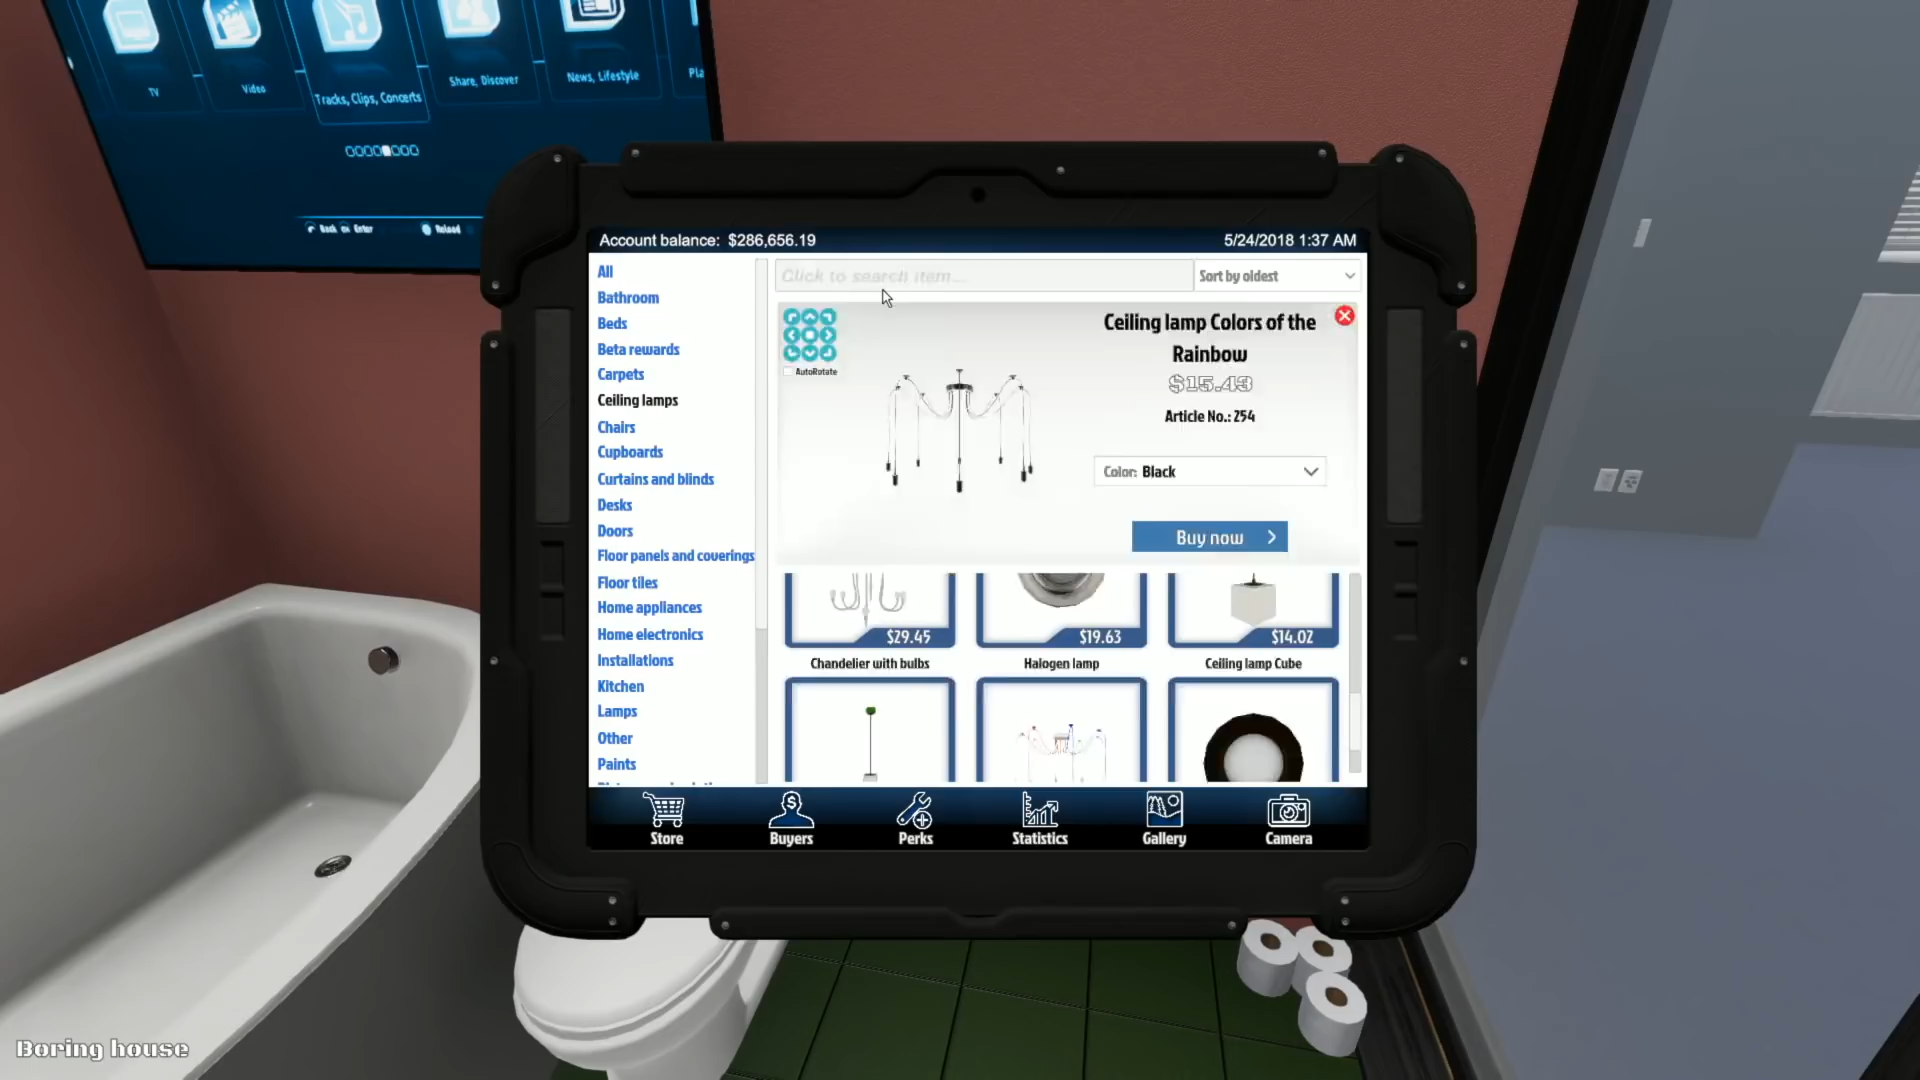 TV
Video
Tracks, Clips, Concerts
Share, Discover
News, Lifestyle
Pla
Back
Enter
Reload
Account balance: $286,656.19
5/24/2018 1:37 AM
All
Bathroom
Beds
Beta rewards
Carpets
Ceiling lamps
Chairs
Cupboards
Curtains and blinds
Desks
Doors
Floor panels and coverings
Floor tiles
Home appliances
Home electronics
Installations
Kitchen
Lamps
Other
Paints
Click to search item...
Sort by oldest
AutoRotate
Ceiling lamp Colors of the
Rainbow
$15.43
Article No.: 254
Color: Black
Buy now
$29.45
$19.63
$14.02
Chandelier with bulbs
Halogen lamp
Ceiling lamp Cube
Store
Buyers
Perks
Statistics
Gallery
Camera
Boring house